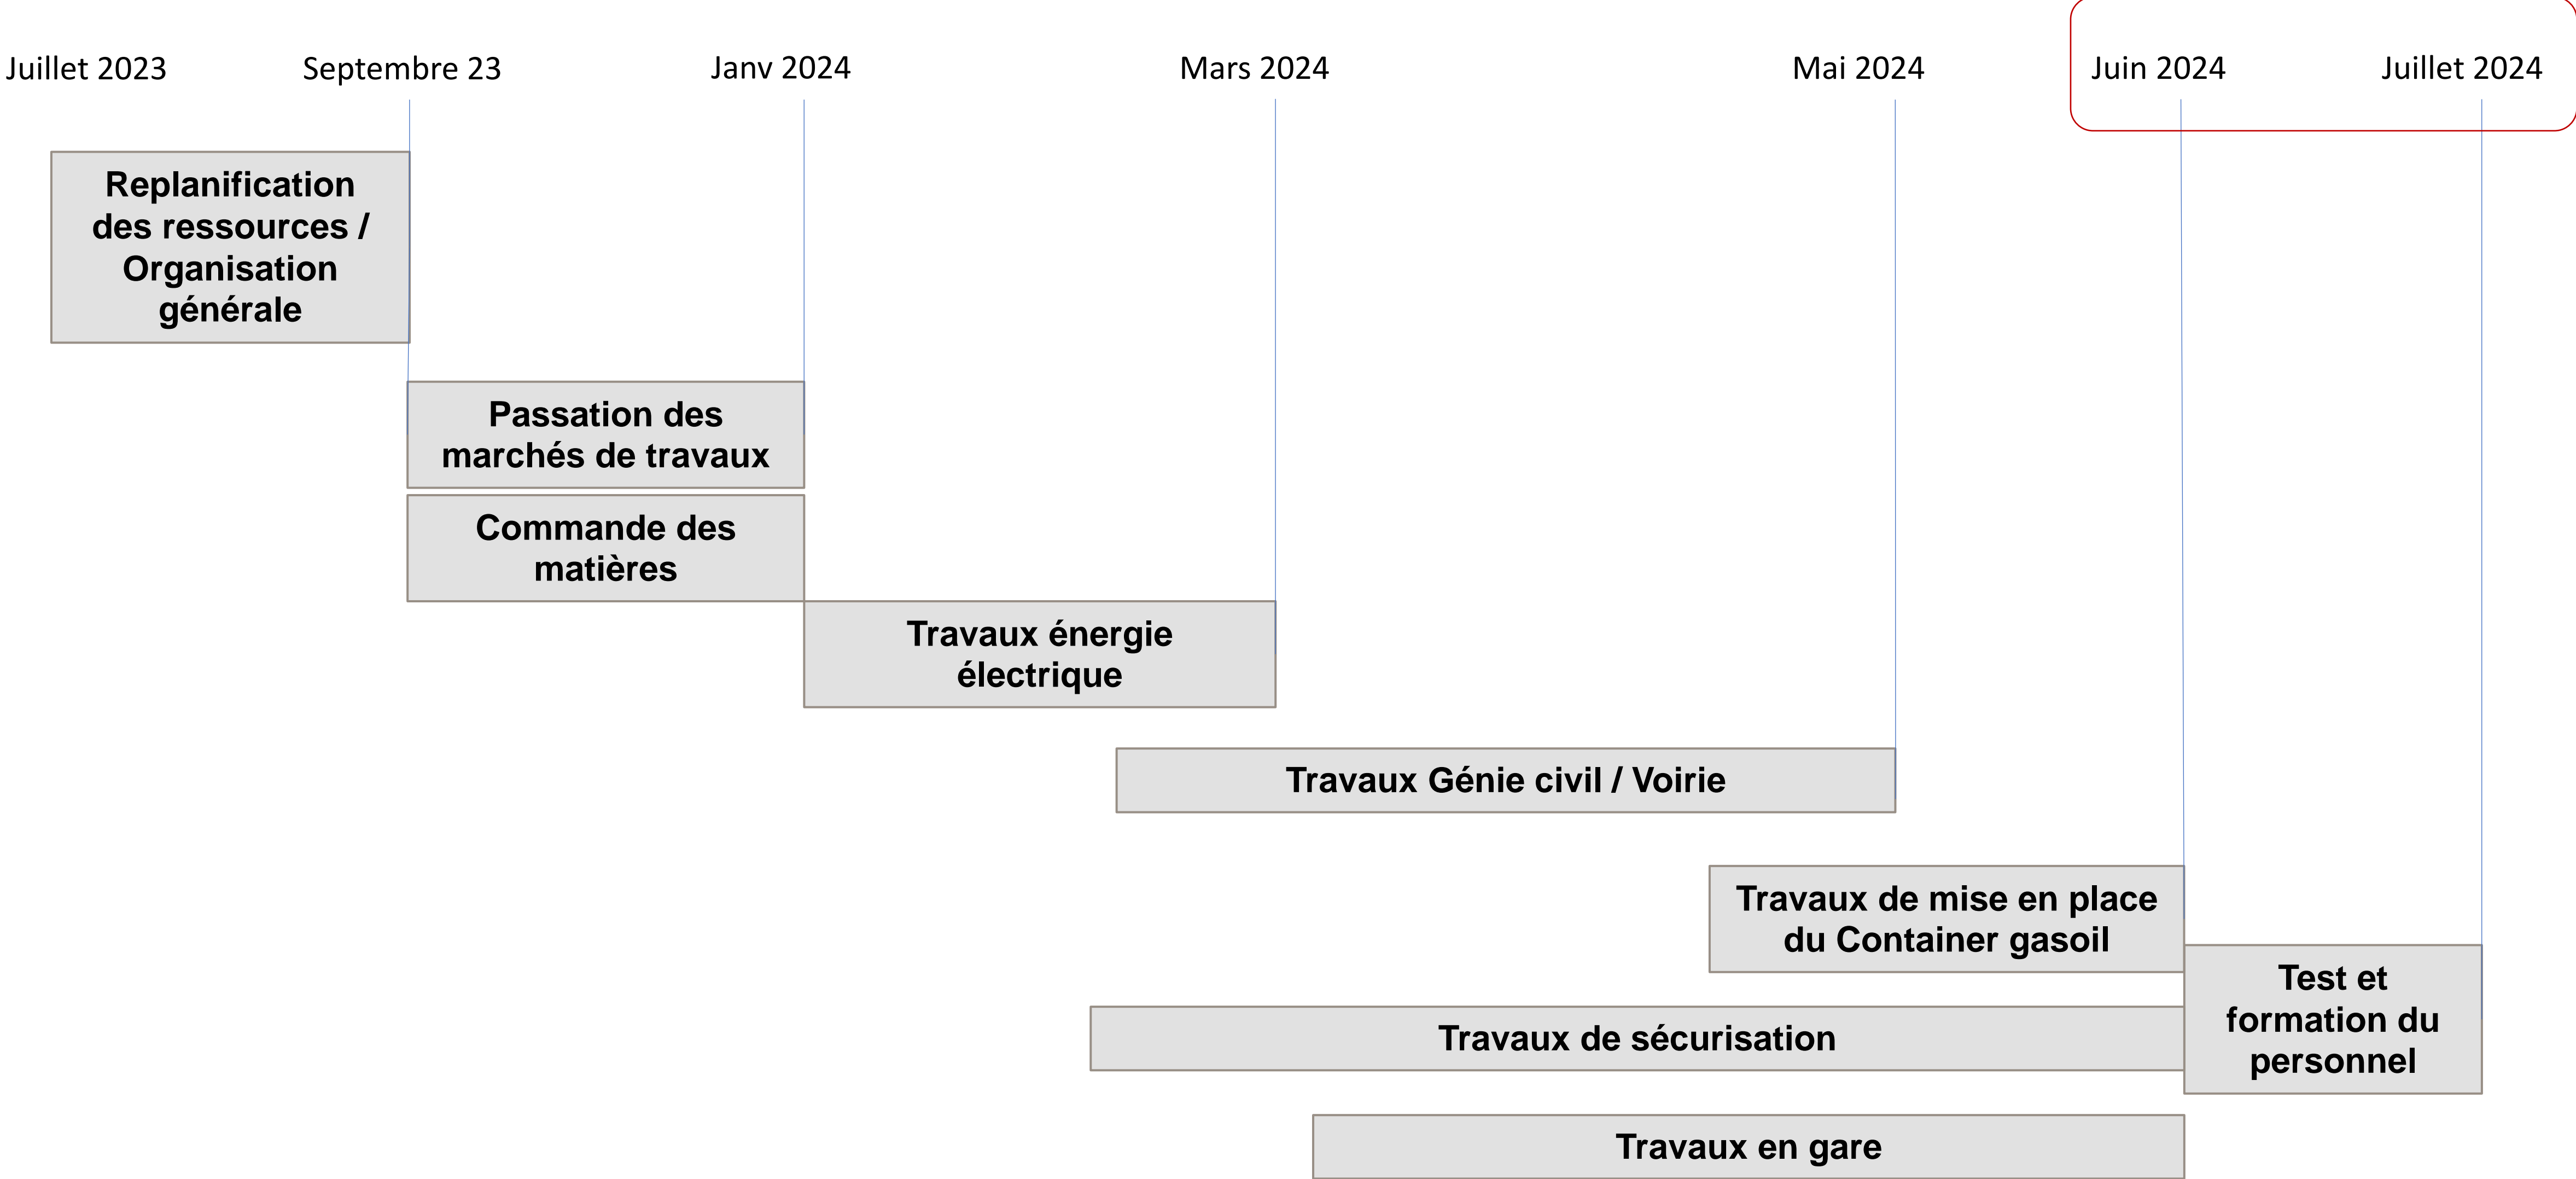 Juillet 2023
Septembre 23
Janv 2024
Mars 2024
Mai 2024
Juin 2024
Juillet 2024
Replanification
des ressources /
Organisation
générale
Passation des
marchés de travaux
Commande des
matières
Travaux énergie
électrique
Travaux Génie civil / Voirie
Travaux de mise en place
du Container gasoil
Test et
formation du
personnel
Travaux de sécurisation
Travaux en gare